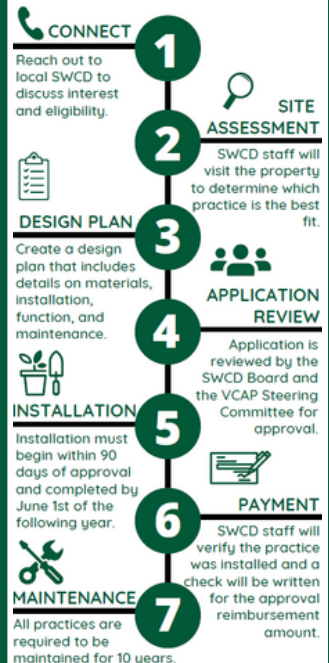 1
CONNECT
Reach out to
local SWCD to
discuss interest
and eligibility.
2
SITE
ASSESSMENT
SWCD staff will
visit the property
to determine which
practice is the best
fit.
3
DESIGN PLAN
Create a design
plan that includes
details on materials,
installation,
function, and
maintenance.
4
APPLICATION
REVIEW
Application is
reviewed by the
SWCD Board and
the VCAP Steering
Committee for
approval.
5
INSTALLATION
Installation must
begin within 90
days of approval
and completed by
June 1st of the
following year.
6
PAYMENT
SWCD staff will
verify the practice
was installed and a
check will be written
for the approval
reimbursement
amount.
7
MAINTENANCE
All practices are
required to be
maintained for 10 years.